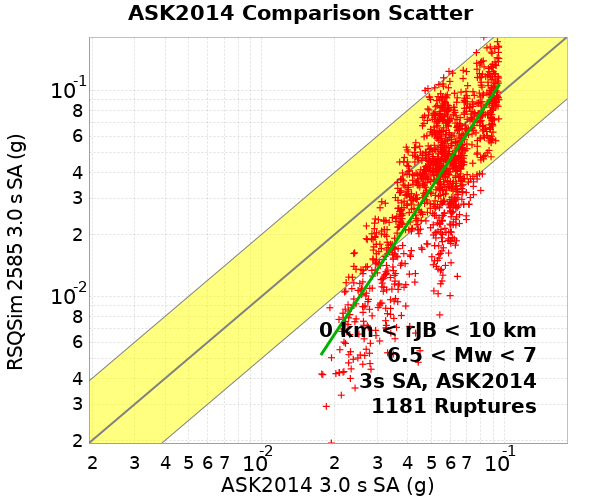 ASK2014 Comparison Scatter
RSQSim 2585 3.0 s SA (g)
10^-1
8
6
4
3
2
10^-2
8
6
4
3
2
0 km < rJB < 10 km
6.5 < Mw < 7
3s SA, ASK2014
1181 Ruptures
2 3 4 5 6 7 10^-2 2 3 4 5 6 7 10^-1
ASK2014 3.0 s SA (g)